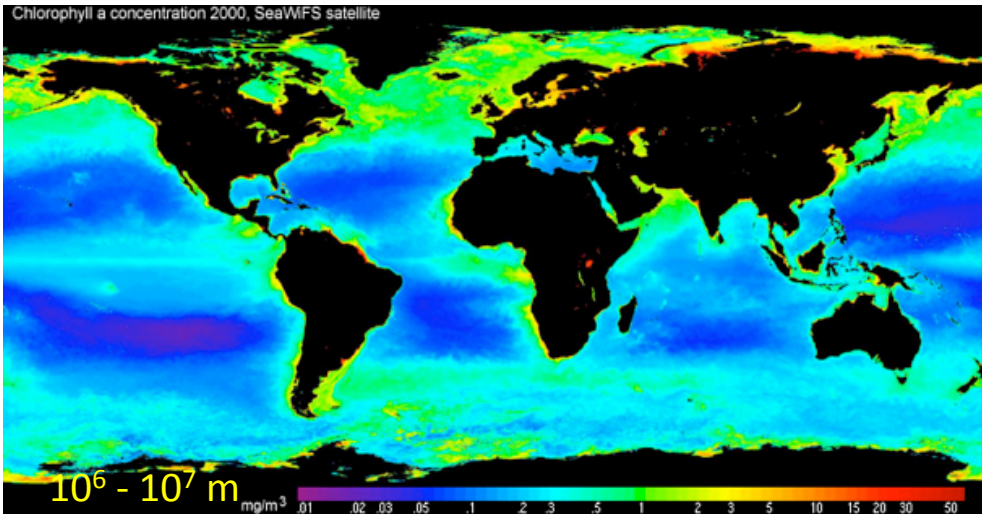 Chlorophyll a concentration 2000, SeaWiFS satellite
10⁶ - 10⁷ m
mg/m³ .01 .02 .03 .05 .1 .2 .3 .5 1 2 3 5 10 15 20 30 50